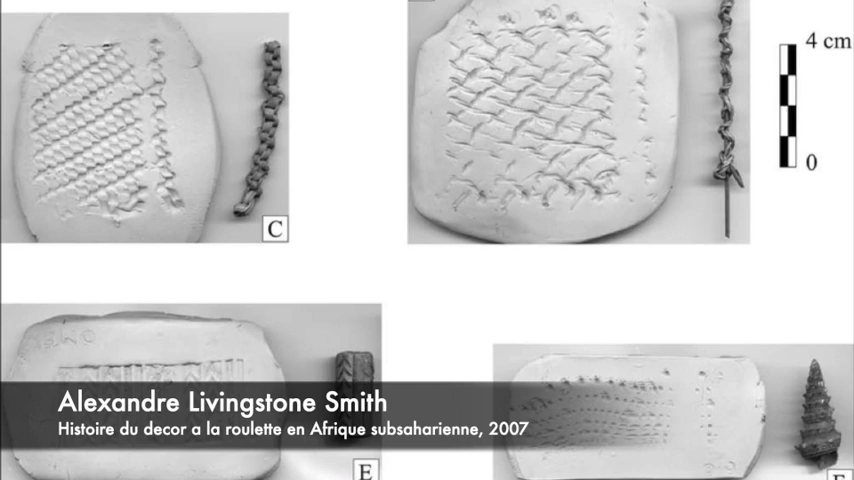 4 cm
0
C
Alexandre Livingstone Smith
Histoire du decor a la roulette en Afrique subsaharienne, 2007
E